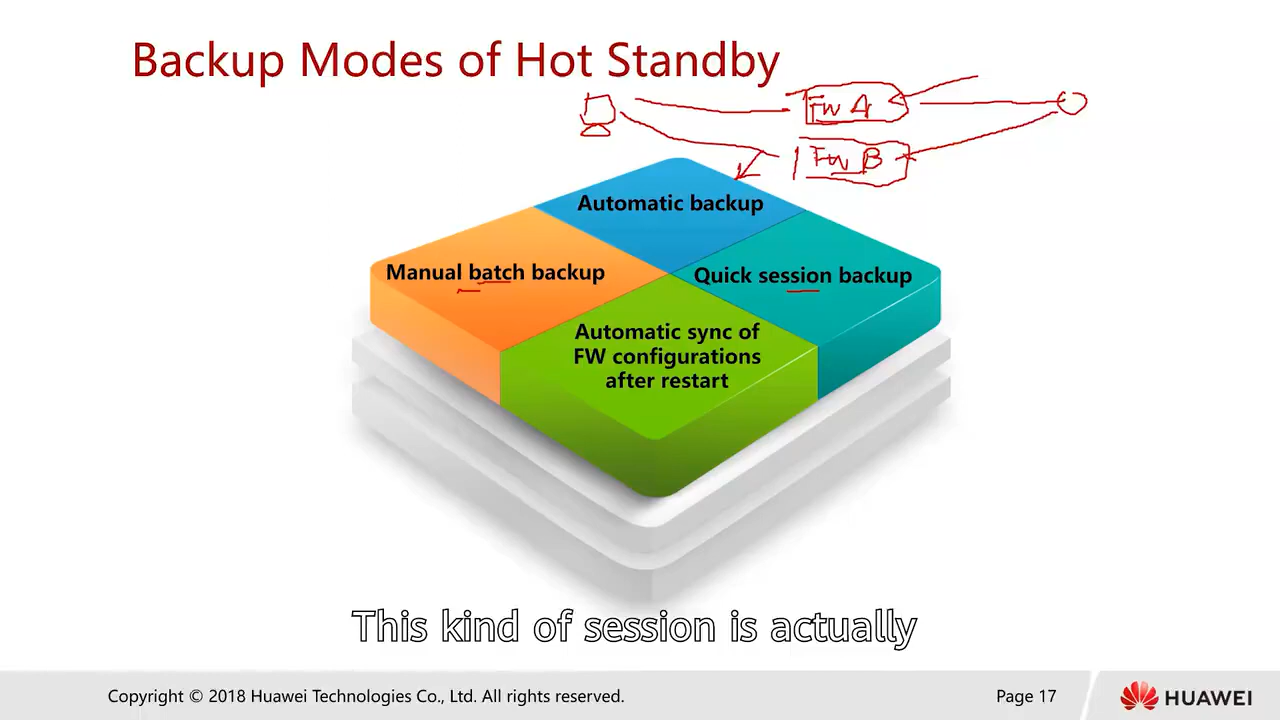 Backup Modes of Hot Standby
FW A
FW B
Automatic backup
Manual batch backup
Quick session backup
Automatic sync of
FW configurations
after restart
This kind of session is actually
Copyright © 2018 Huawei Technologies Co., Ltd. All rights reserved.
Page 17
HUAWEI